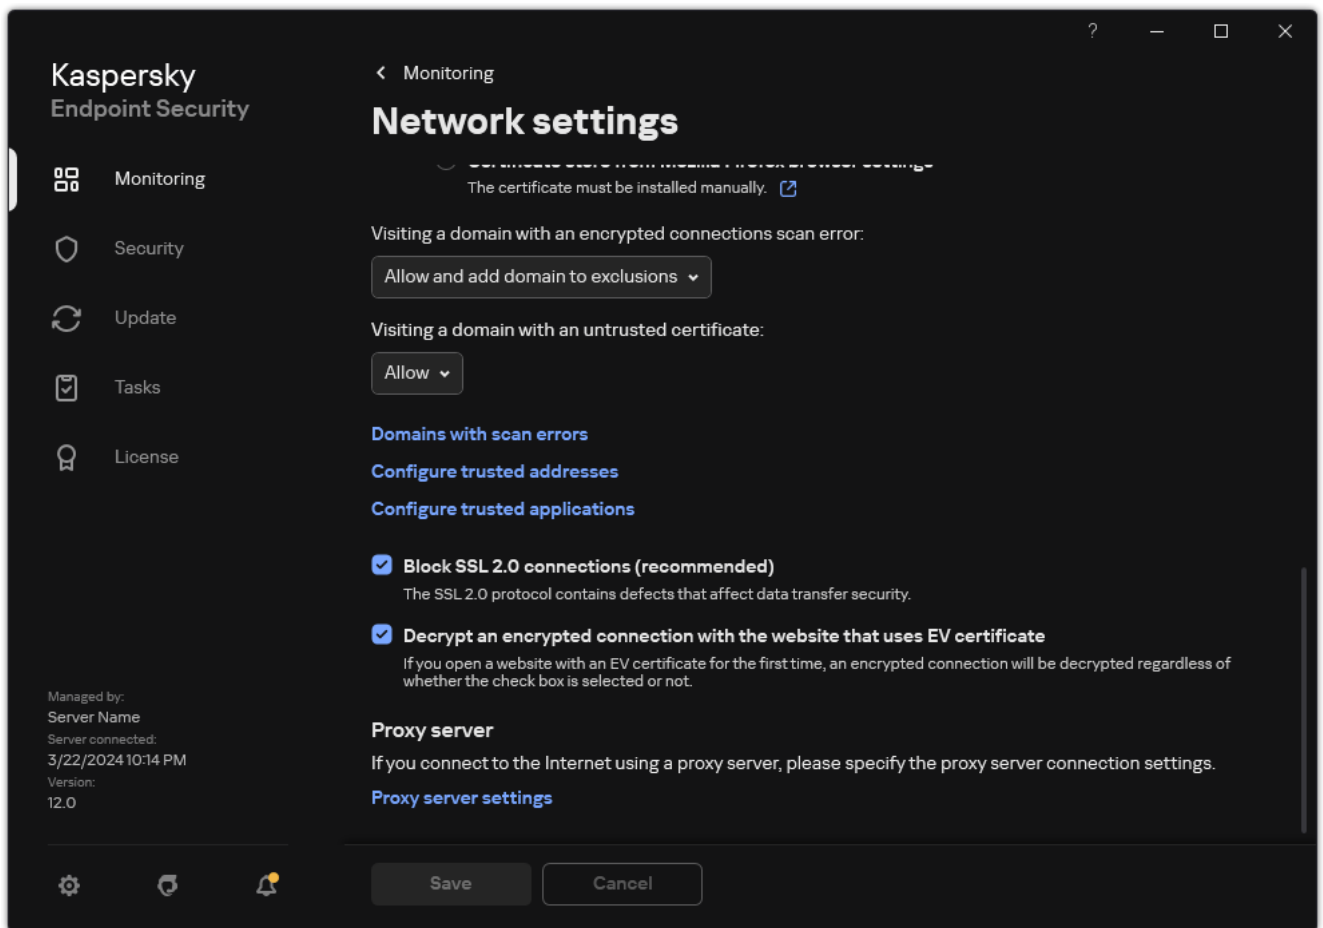 ?
Kaspersky
Endpoint Security
Monitoring
Security
Update
Tasks
License
Managed by:
Server Name
Server connected:
3/22/2024 10:14 PM
Version:
12.0
Monitoring
Network settings
Certificate store from Mozilla Firefox browser settings
The certificate must be installed manually.
Visiting a domain with an encrypted connections scan error:
Allow and add domain to exclusions
Visiting a domain with an untrusted certificate:
Allow
Domains with scan errors
Configure trusted addresses
Configure trusted applications
Block SSL 2.0 connections (recommended)
The SSL 2.0 protocol contains defects that affect data transfer security.
Decrypt an encrypted connection with the website that uses EV certificate
If you open a website with an EV certificate for the first time, an encrypted connection will be decrypted regardless of
whether the check box is selected or not.
Proxy server
If you connect to the Internet using a proxy server, please specify the proxy server connection settings.
Proxy server settings
Save
Cancel